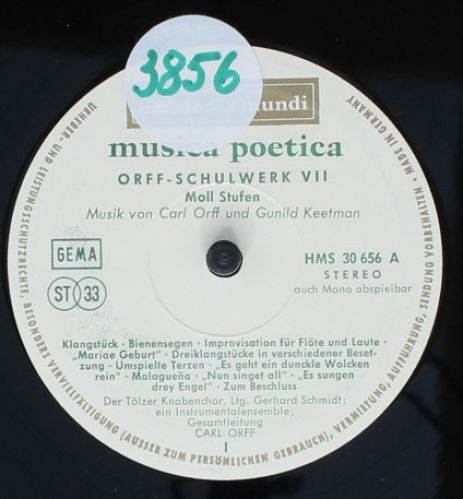 3856
mundi
musica poetica
ORFF-SCHULWERK VII
Moll Stufen
Musik von Carl Orff und Gunild Keetman
GEMA
ST 33
HMS 30 656 A
STEREO
auch Mono abspielbar
Klangstück · Bienensegen · Improvisation für Flöte und Laute ·
„Mariae Geburt" · Dreiklangstücke in verschiedener Beset-
zung · Umspielte Terzen · „Es geht ein dunckle Wolcken
rein" · Malagueña · „Nun singet all" · „Es sungen
drey Engel" · Zum Beschluss
Der Tölzer Knabenchor, Ltg. Gerhard Schmidt;
ein Instrumentalensemble;
Gesamtleitung
CARL ORFF
I
URHEBER- UND LEISTUNGSSCHUTZRECHTE, BESONDERS VERVIELFÄLTIGUNG (AUSSER ZUM PERSÖNLICHEN GEBRAUCH), VERMIETUNG, AUFFÜHRUNG, SENDUNG VORBEHALTEN · MADE IN GERMANY